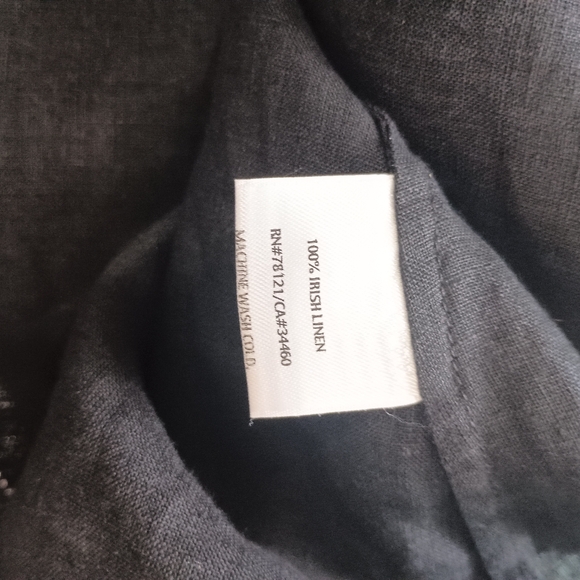 100% IRISH LINEN
RN#78121/CA#34460
MACHINE WASH COLD.